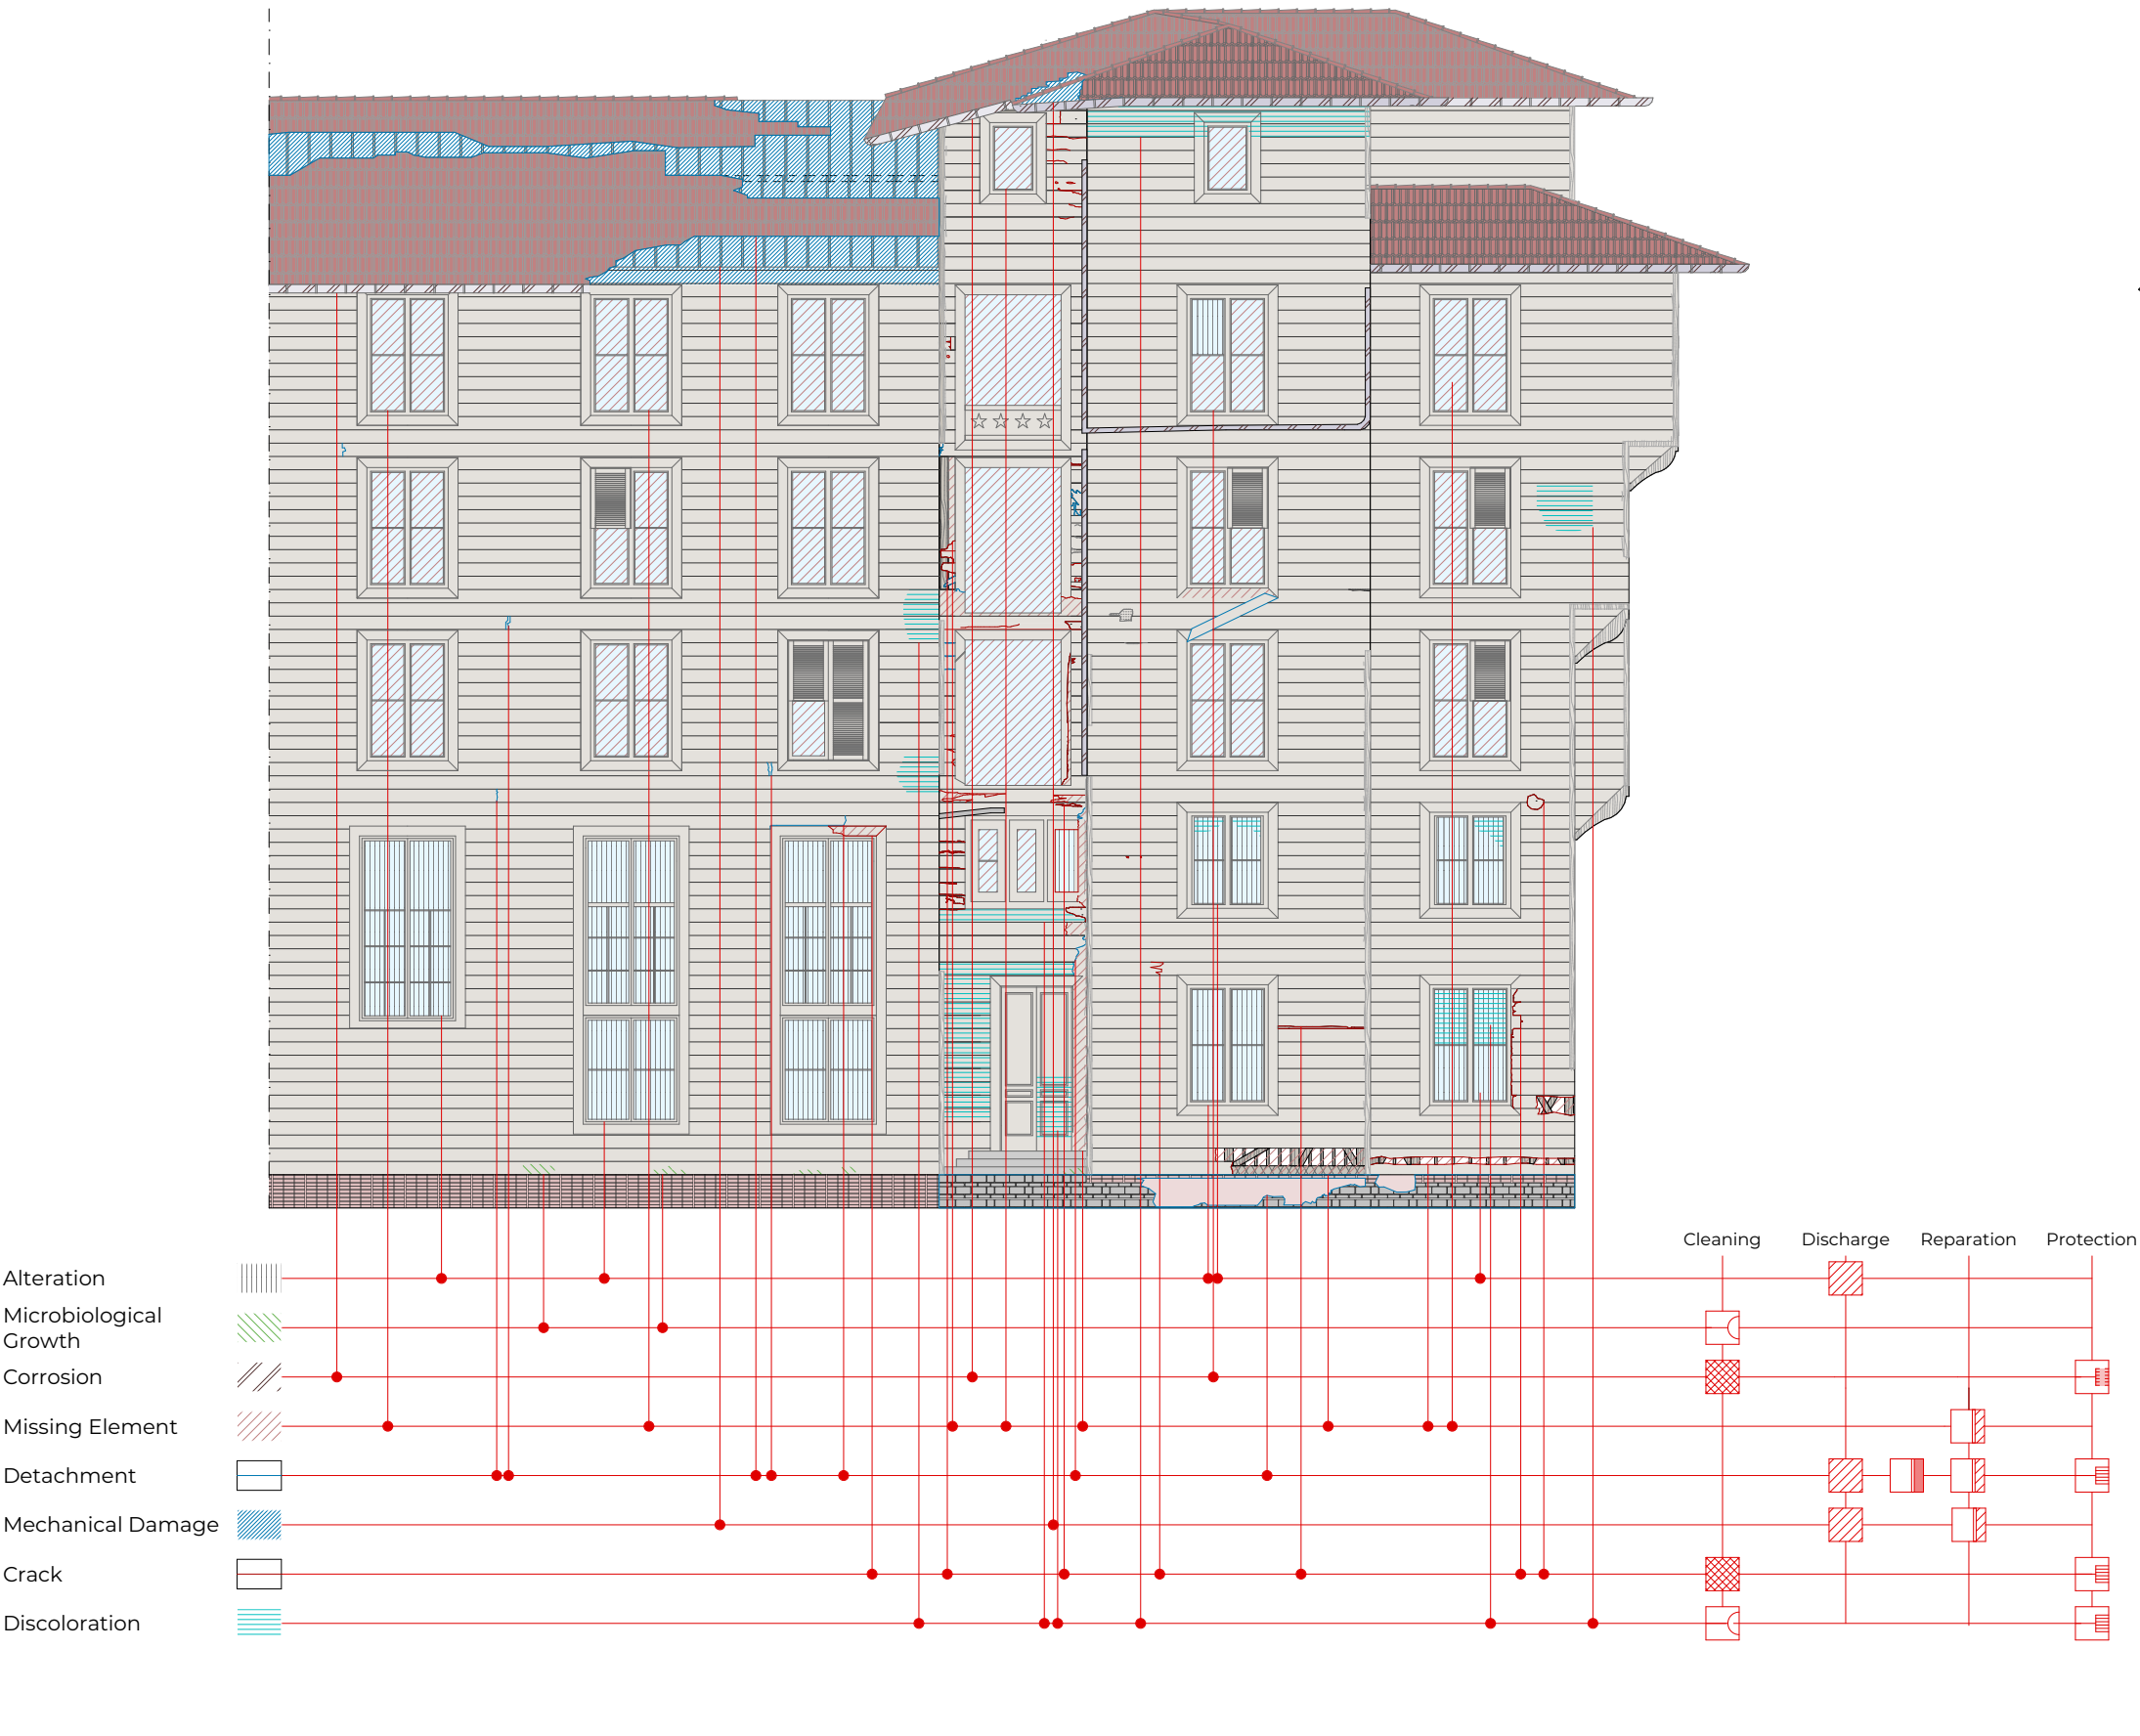 Cleaning Discharge Reparation Protection
Alteration
Microbiological
Growth
Corrosion
Missing Element
Detachment
Mechanical Damage
Crack
Discoloration